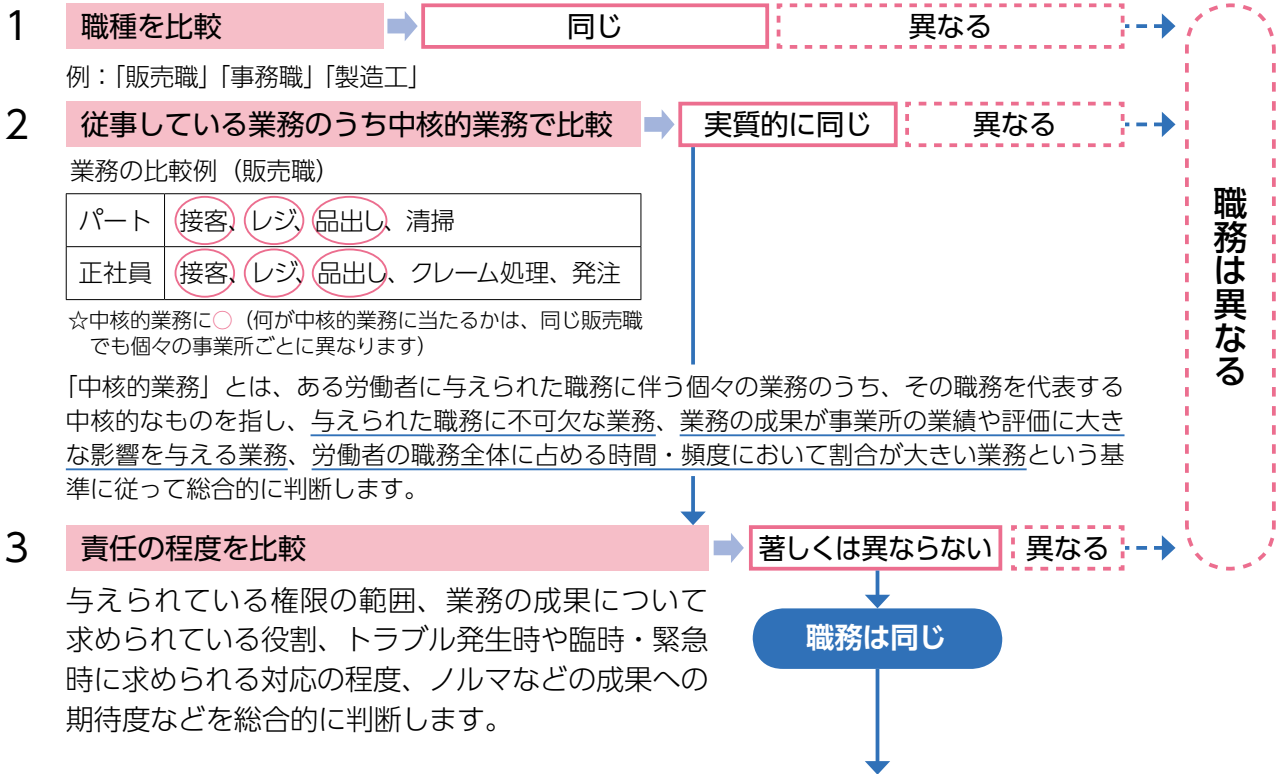 1 職種を比較 同じ 異なる
例：「販売職」「事務職」「製造工」
2 従事している業務のうち中核的業務で比較 実質的に同じ 異なる
業務の比較例（販売職）
パート 接客、レジ、品出し、清掃
正社員 接客、レジ、品出し、クレーム処理、発注
☆中核的業務に○（何が中核的業務に当たるかは、同じ販売職
でも個々の事業所ごとに異なります）
「中核的業務」とは、ある労働者に与えられた職務に伴う個々の業務のうち、その職務を代表する
中核的なものを指し、与えられた職務に不可欠な業務、業務の成果が事業所の業績や評価に大き
な影響を与える業務、労働者の職務全体に占める時間・頻度において割合が大きい業務という基
準に従って総合的に判断します。
3 責任の程度を比較 著しくは異ならない 異なる
与えられている権限の範囲、業務の成果について
求められている役割、トラブル発生時や臨時・緊急
時に求められる対応の程度、ノルマなどの成果への
期待度などを総合的に判断します。
職務は同じ
職務は異なる